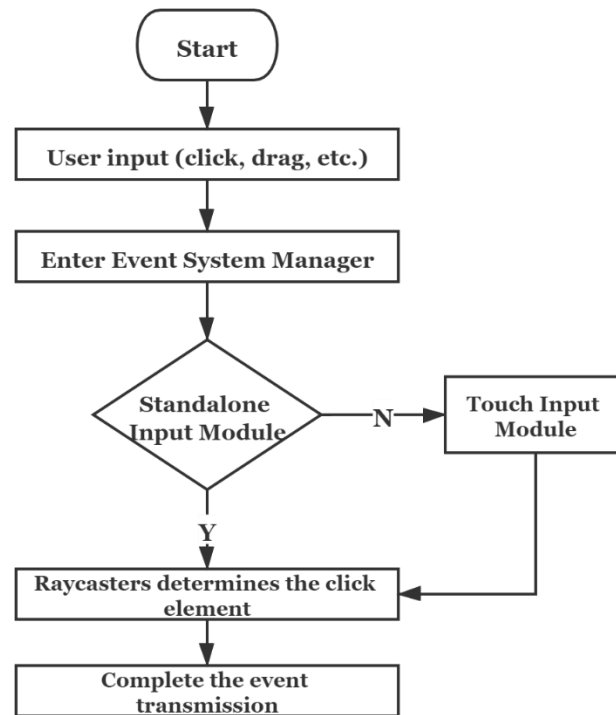 Start
User input (click, drag, etc.)
Enter Event System Manager
Standalone
Input Module
N
Touch Input
Module
Y
Raycasters determines the click
element
Complete the event
transmission